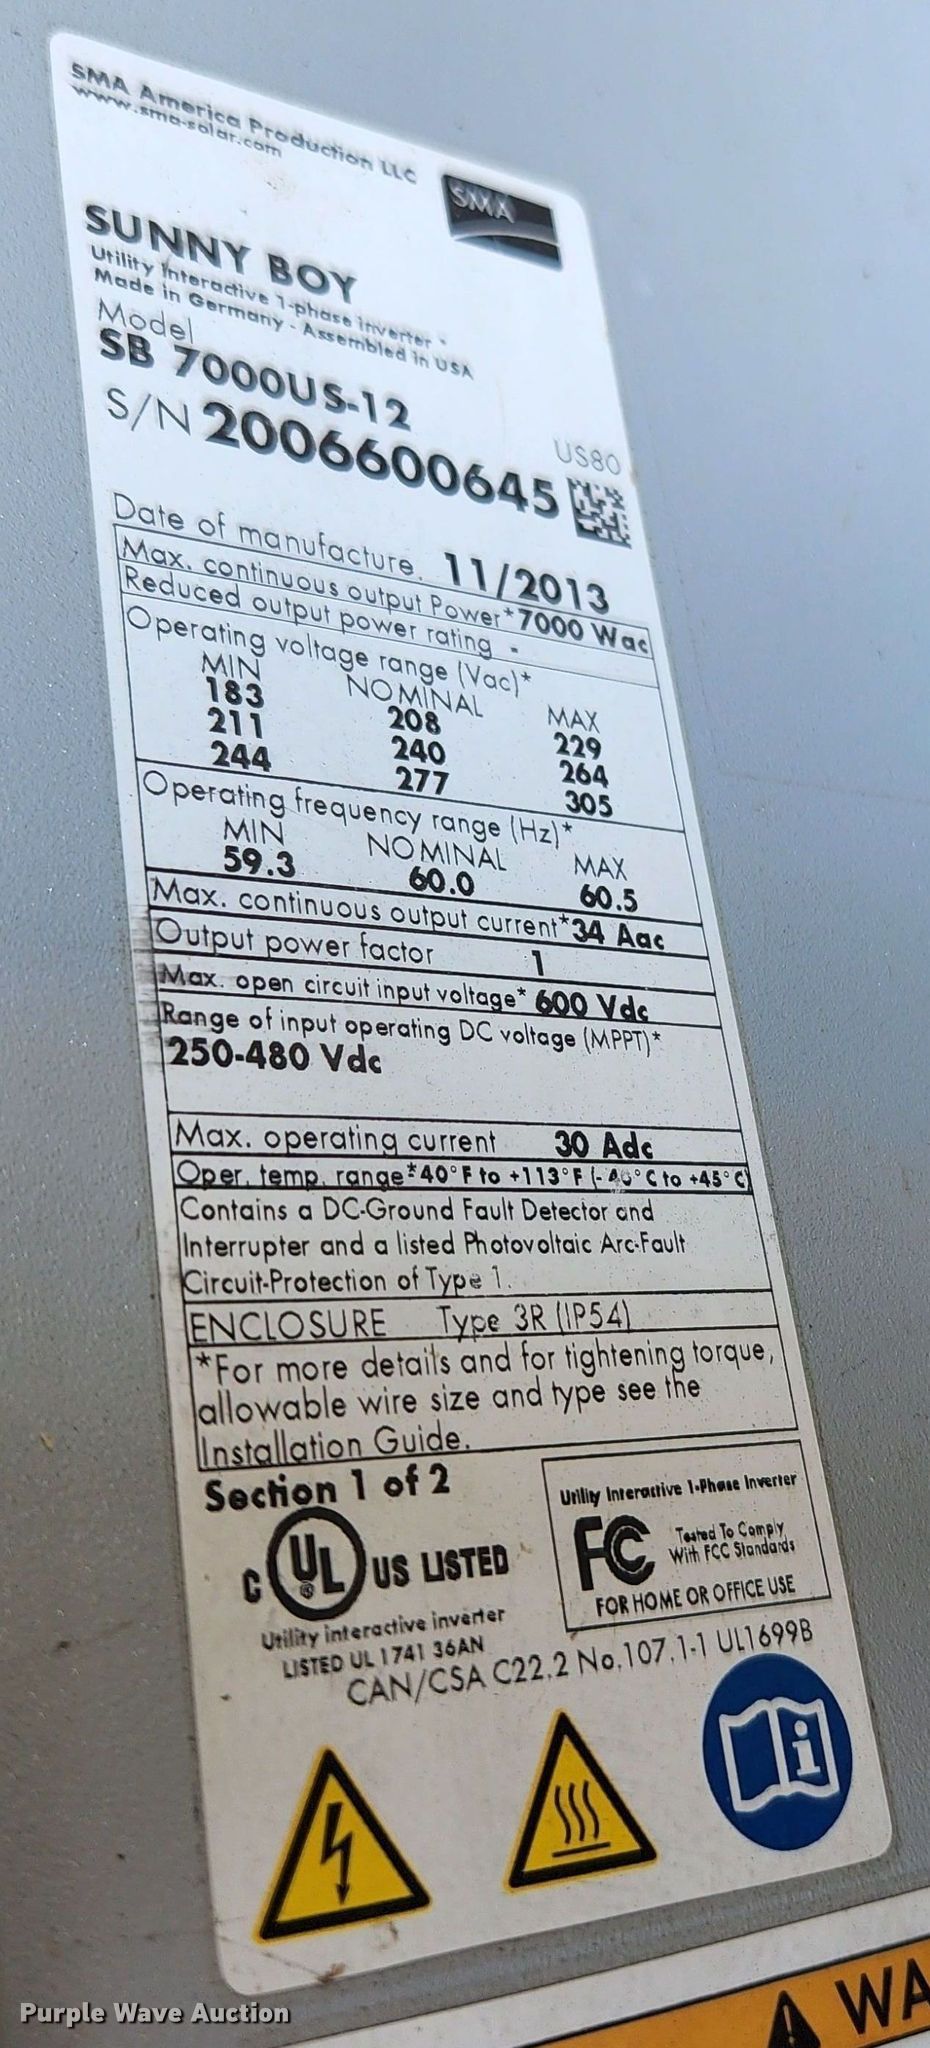 SMA America Production LLC
www.sma-solar.com
SMA
SUNNY BOY
Utility Interactive 1-phase inverter -
Made in Germany - Assembled in USA
Model
SB 7000US-12
US80
S/N 2006600645
Date of manufacture. 11/2013
Max. continuous output Power* 7000 Wac
Reduced output power rating -
Operating voltage range (Vac)*
MIN NOMINAL MAX
183 208 229
211 240 264
244 277 305
Operating frequency range (Hz)*
MIN NOMINAL MAX
59.3 60.0 60.5
Max. continuous output current* 34 Aac
Output power factor 1
Max. open circuit input voltage* 600 Vdc
Range of input operating DC voltage (MPPT)*
250-480 Vdc
Max. operating current 30 Adc
Oper. temp. range*-40°F to +113°F (-40°C to +45°C)
Contains a DC-Ground Fault Detector and
Interrupter and a listed Photovoltaic Arc-Fault
Circuit-Protection of Type 1.
ENCLOSURE Type 3R (IP54)
*For more details and for tightening torque,
allowable wire size and type see the
Installation Guide.
Section 1 of 2
C UL ® US LISTED
Utility interactive inverter
LISTED UL 1741 36AN
Utility Interactive 1-Phase Inverter
FC Tested To Comply
With FCC Standards
FOR HOME OR OFFICE USE
CAN/CSA C22.2 No.107.1-1 UL1699B
i
WA
Purple Wave Auction